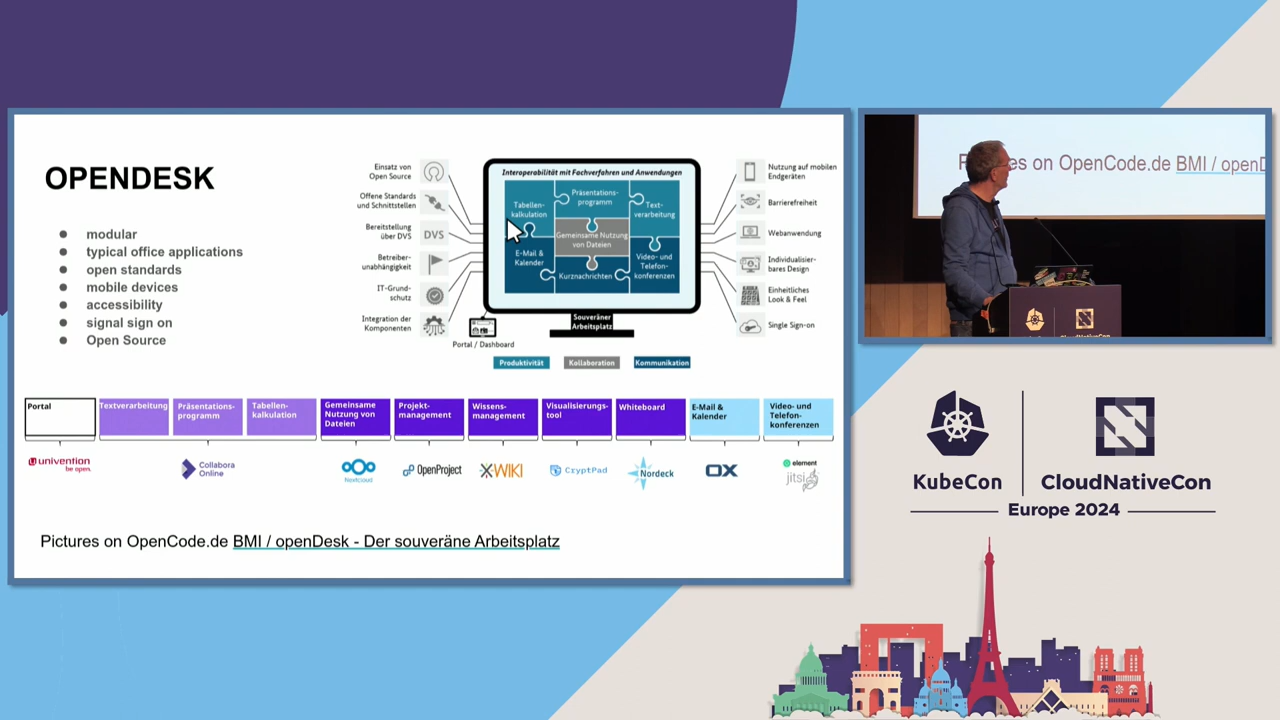 OPENDESK
modular
typical office applications
open standards
mobile devices
accessibility
signal sign on
Open Source
Einsatz von
Open Source
Offene Standards
und Schnittstellen
Bereitstellung
über DVS
DVS
Betreiber-
unabhängigkeit
IT-Grund-
schutz
Integration der
Komponenten
Portal / Dashboard
Interoperabilität mit Fachverfahren und Anwendungen
Tabellen-
kalkulation
Präsentations-
programm
Text-
verarbeitung
Gemeinsame Nutzung
von Dateien
E-Mail &
Kalender
Kurznachrichten
Video- und
Telefon-
konferenzen
Souveräner
Arbeitsplatz
Produktivität
Kollaboration
Kommunikation
Nutzung auf mobilen
Endgeräten
Barrierefreiheit
Webanwendung
Individualisier-
bares Design
Einheitliches
Look & Feel
Single Sign-on
Portal
Textverarbeitung
Präsentations-
programm
Tabellen-
kalkulation
Gemeinsame
Nutzung von
Dateien
Projekt-
management
Wissens-
management
Visualisierungs-
tool
Whiteboard
E-Mail &
Kalender
Video- und
Telefon-
konferenzen
univention
be open.
Collabora
Online
Nextcloud
OpenProject
XWIKI
CryptPad
Nordeck
OX
element
jitsi
Pictures on OpenCode.de BMI / openDesk - Der souveräne Arbeitsplatz
on OpenCode.de BMI / openD
CloudNativeCon
KubeCon
CloudNativeCon
Europe 2024